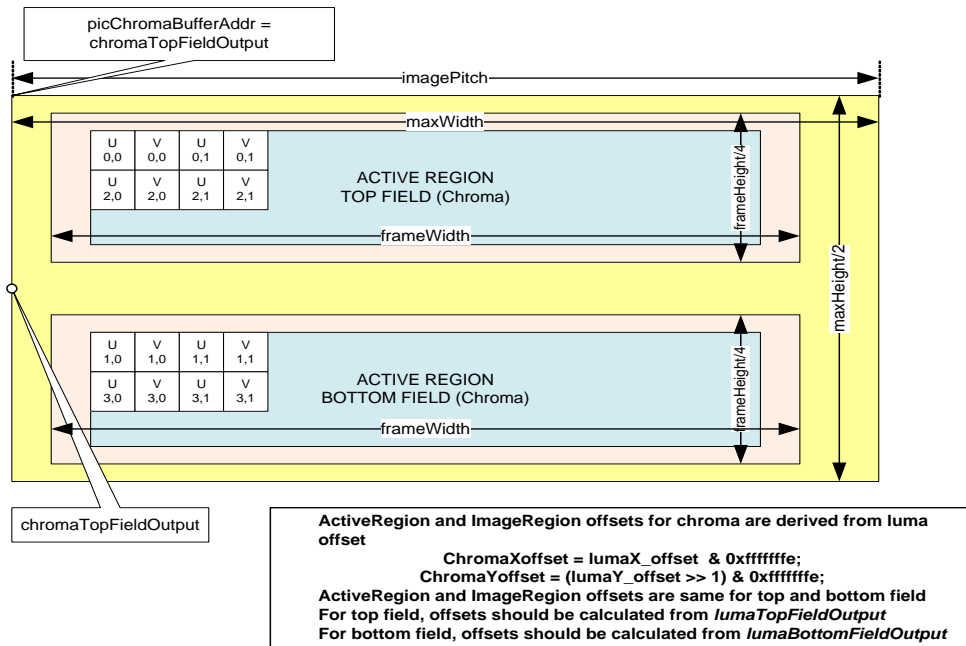 picChromaBufferAddr =
chromaTopFieldOutput
imagePitch
maxWidth
U
0,0
V
0,0
U
0,1
V
0,1
U
2,0
V
2,0
U
2,1
V
2,1
ACTIVE REGION
TOP FIELD (Chroma)
frameHeight/4
frameWidth
maxHeight/2
U
1,0
V
1,0
U
1,1
V
1,1
U
3,0
V
3,0
U
3,1
V
3,1
ACTIVE REGION
BOTTOM FIELD (Chroma)
frameHeight/4
frameWidth
chromaTopFieldOutput
ActiveRegion and ImageRegion offsets for chroma are derived from luma
offset
ChromaXoffset = lumaX_offset & 0xfffffffe;
ChromaYoffset = (lumaY_offset >> 1) & 0xfffffffe;
ActiveRegion and ImageRegion offsets are same for top and bottom field
For top field, offsets should be calculated from lumaTopFieldOutput
For bottom field, offsets should be calculated from lumaBottomFieldOutput